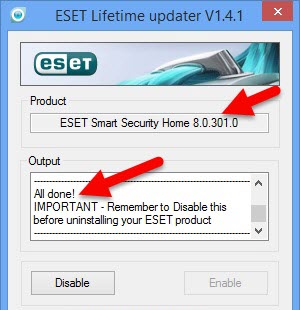 ESET Lifetime updater V1.4.1
eset
Product
ESET Smart Security Home 8.0.301.0
Output
All done!
IMPORTANT - Remember to Disable this
before uninstalling your ESET product
Disable
Enable